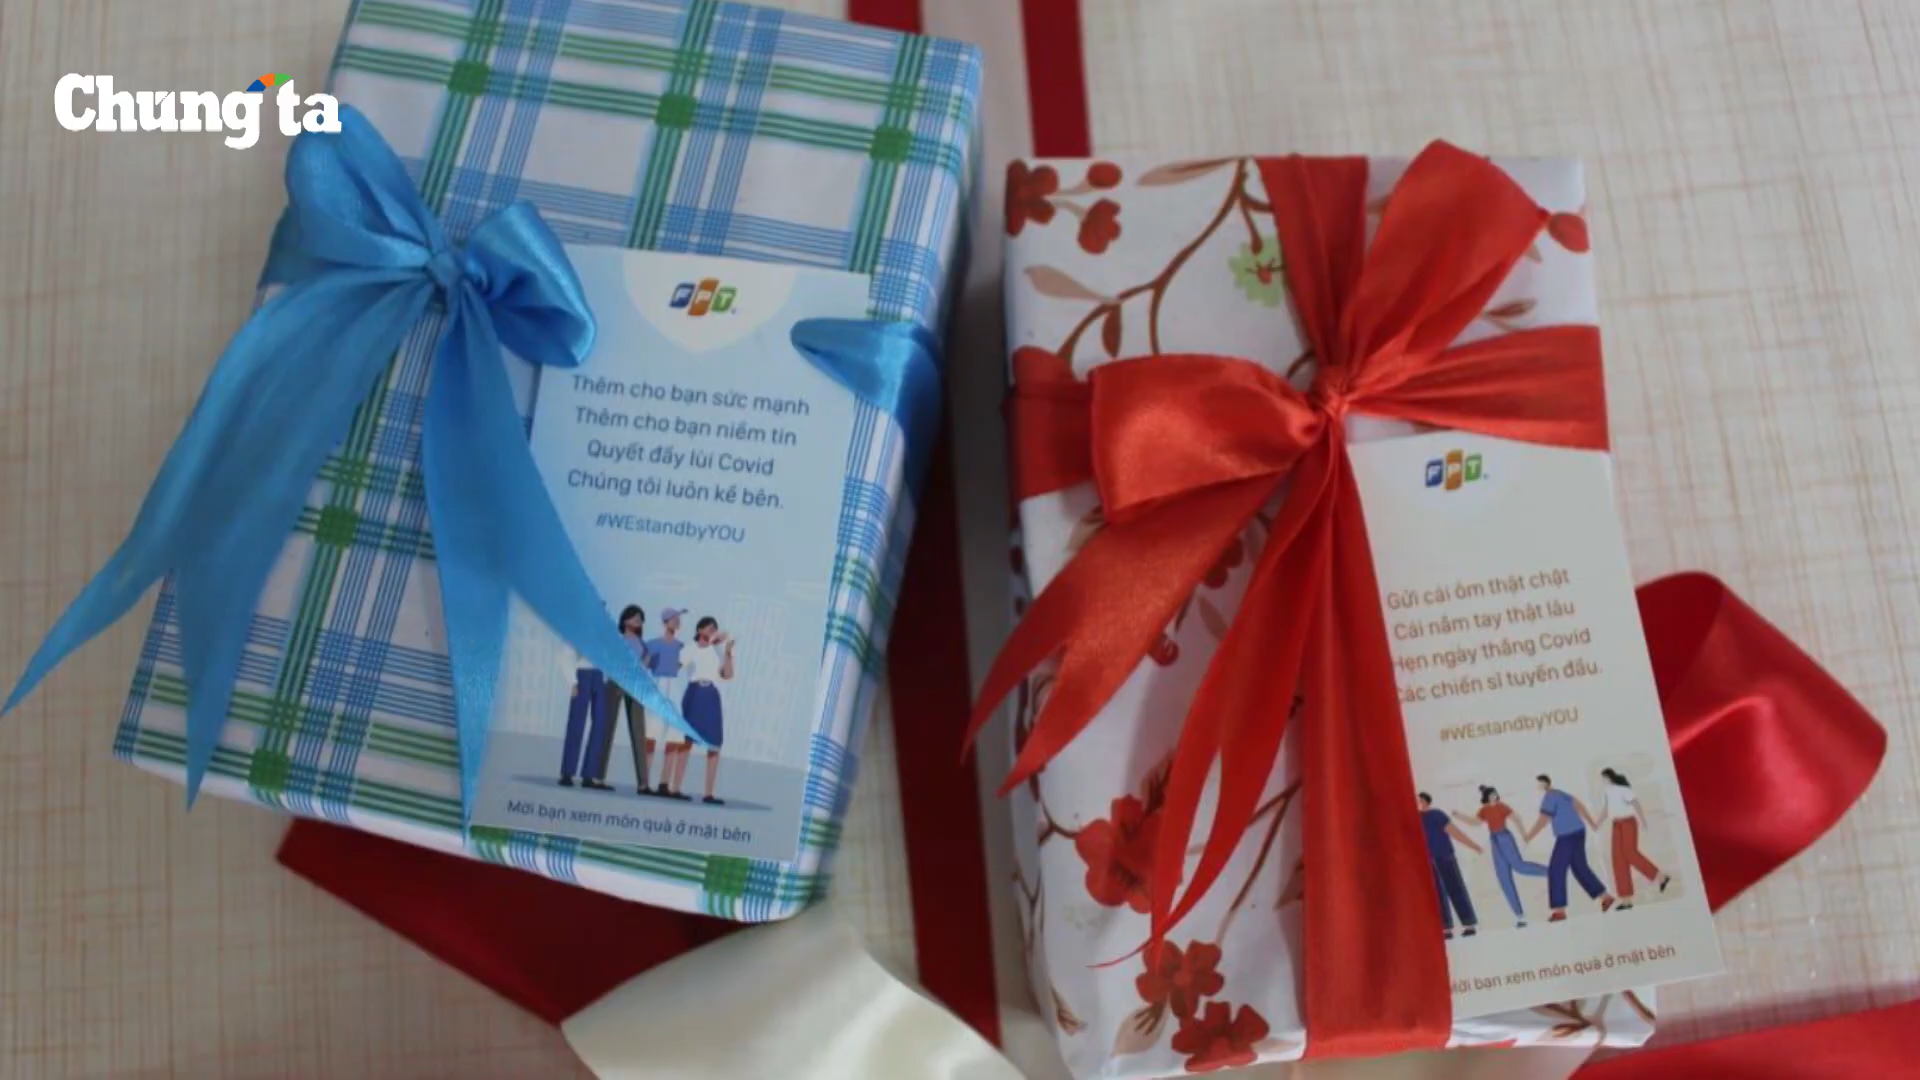 Chúng ta
FPT
Thêm cho bạn sức mạnh
Thêm cho bạn niềm tin
Quyết đẩy lùi Covid
Chúng tôi luôn kề bên.
#WEstandbyYOU
Mời bạn xem món quà ở mặt bên
FPT
Gửi cái ôm thật chặt
Cái nắm tay thật lâu
Hẹn ngày thắng Covid
Các chiến sĩ tuyến đầu.
#WEstandbyYOU
Mời bạn xem món quà ở mặt bên